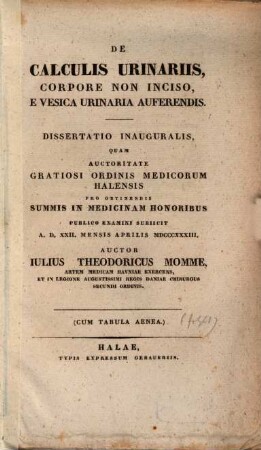 DE
CALCULIS URINARIIS,
CORPORE NON INCISO,
E VESICA URINARIA AUFERENDIS.
DISSERTATIO INAUGURALIS,
QUAM
AUCTORITATE
GRATIOSI ORDINIS MEDICORUM
HALENSIS
PRO OBTINENDIS
SUMMIS IN MEDICINAM HONORIBUS
PUBLICO EXAMINI SUBIICIT
A. D. XXII. MENSIS APRILIS MDCCCXXXIII.
AUCTOR
IULIUS THEODORICUS MOMME,
ARTEM MEDICAM HAVNIAE EXERCENS,
ET IN LEGIONE AUGUSTISSIMI REGIS DANIAE CHIRURGUS
SECUNDI ORDINIS.
(CUM TABULA AENEA.)
HALAE,
TYPIS EXPRESSUM GEBAUERIIS.